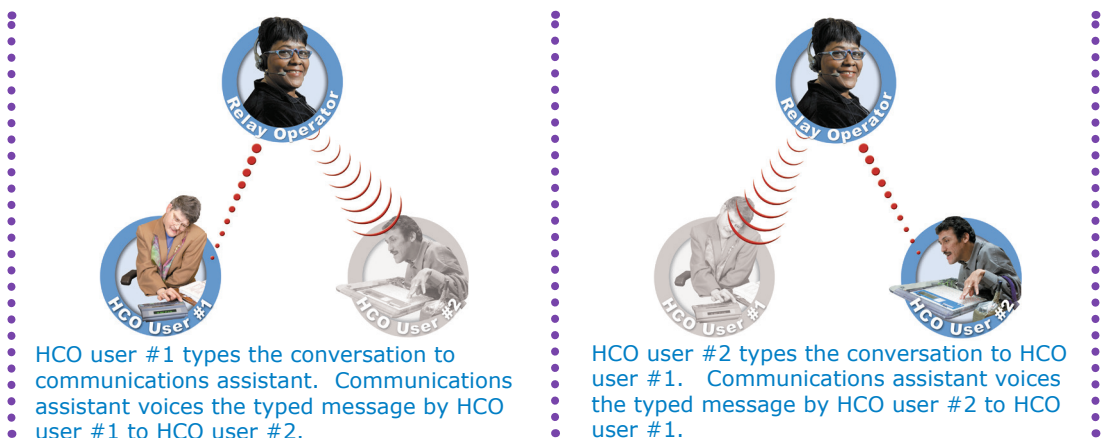 Relay Operator
HCO User #1
HCO User #2
HCO user #1 types the conversation to
communications assistant.  Communications
assistant voices the typed message by HCO
user #1 to HCO user #2.
Relay Operator
HCO User #1
HCO User #2
HCO user #2 types the conversation to HCO
user #1.   Communications assistant voices
the typed message by HCO user #2 to HCO
user #1.